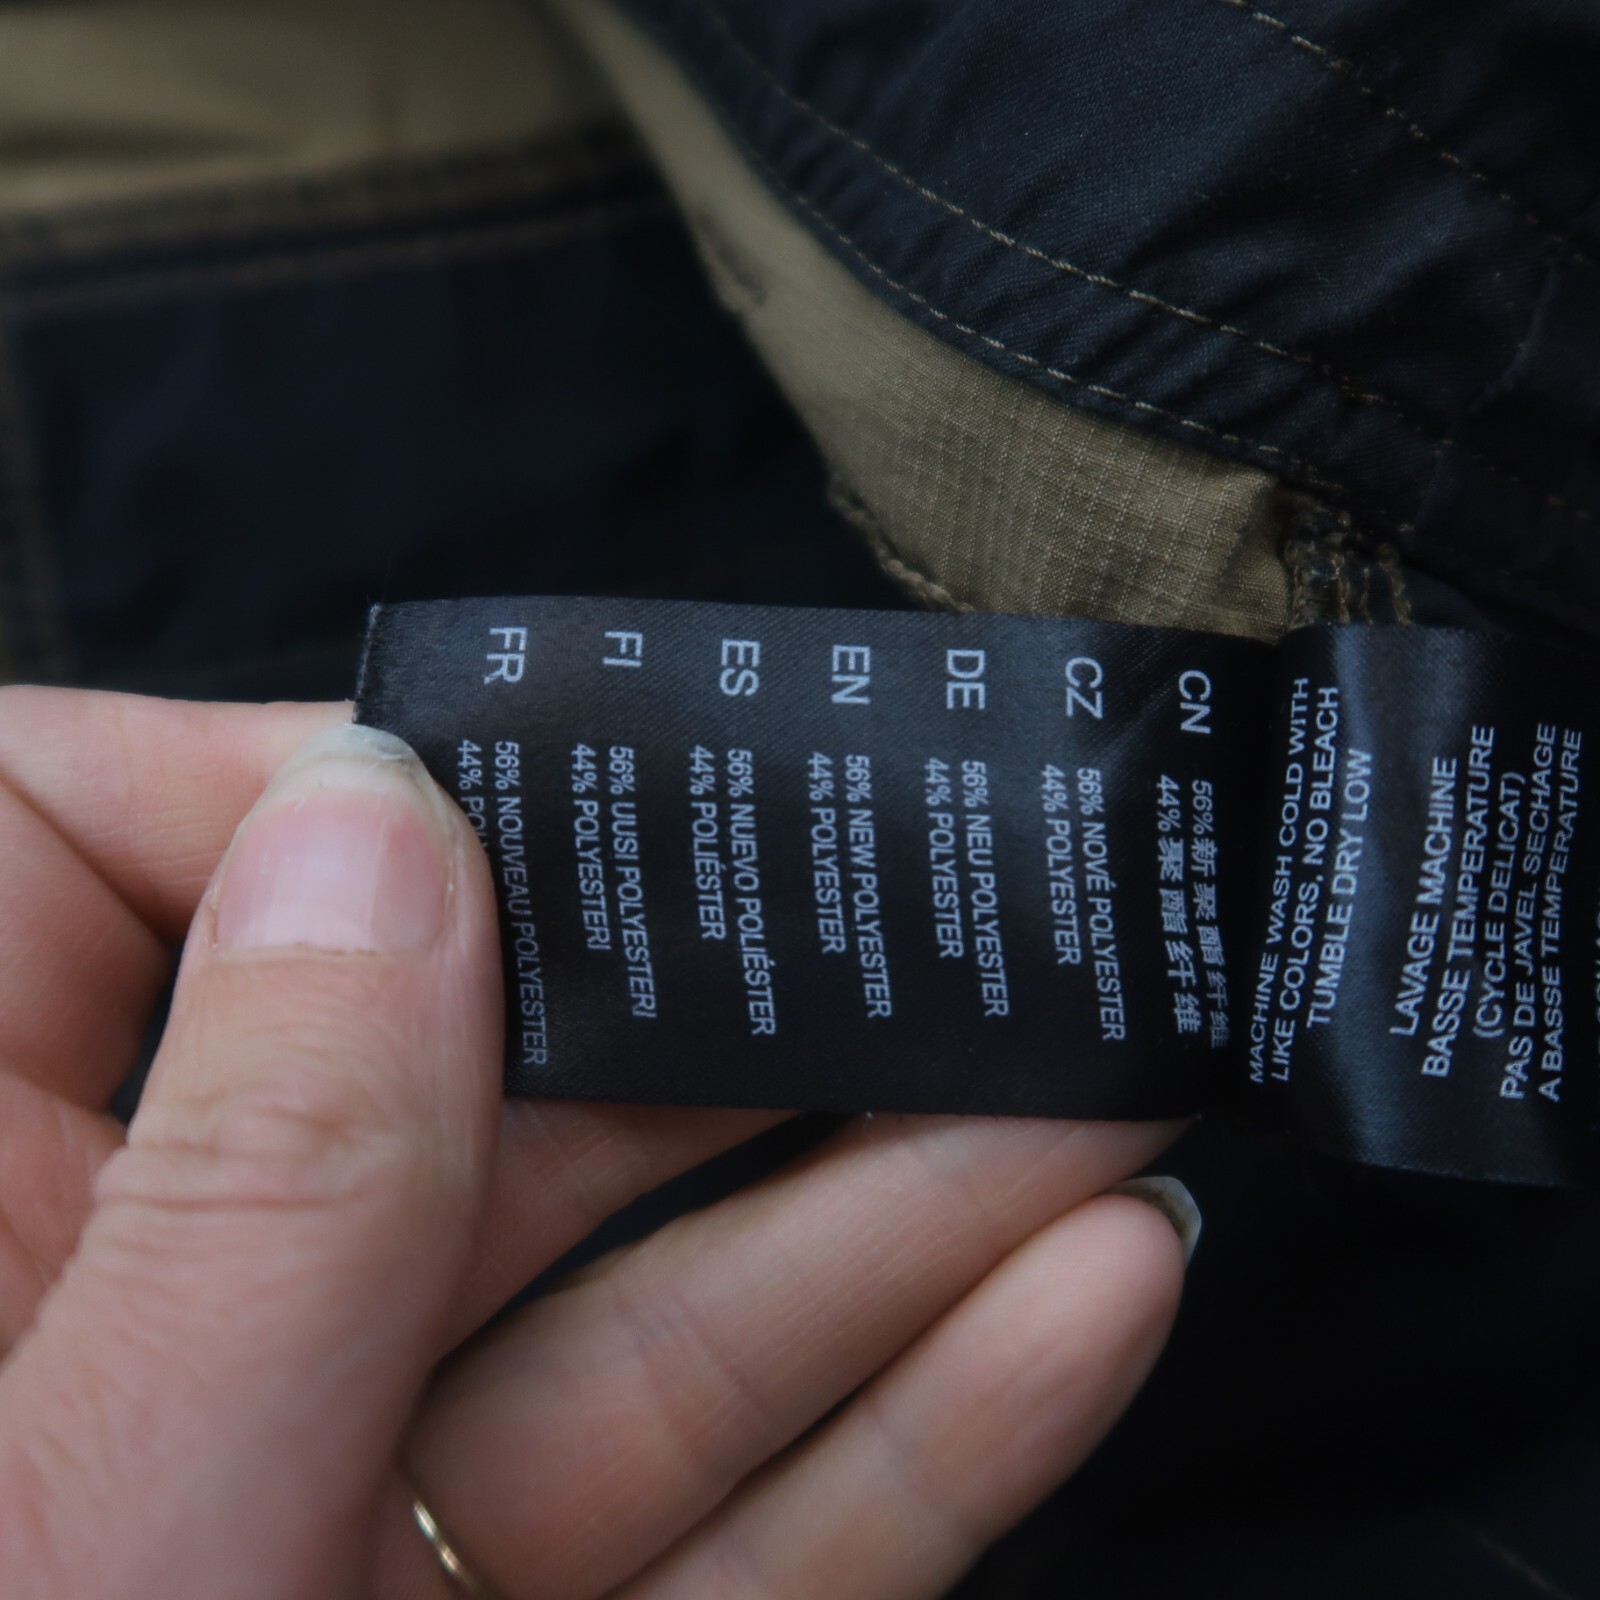 MACHINE WASH COLD WITH
LIKE COLORS, NO BLEACH
TUMBLE DRY LOW
LAVAGE MACHINE
BASSE TEMPERATURE
(CYCLE DELICAT)
PAS DE JAVEL SECHAGE
A BASSE TEMPERATURE
CN 56%新聚酯纤维
44%聚酯纤维
CZ 56% NOVÉ POLYESTER
44% POLYESTER
DE 56% NEU POLYESTER
44% POLYESTER
EN 56% NEW POLYESTER
44% POLYESTER
ES 56% NUEVO POLIÉSTER
44% POLIÉSTER
FI 56% UUSI POLYESTERI
44% POLYESTERI
FR 56% NOUVEAU POLYESTER
44%